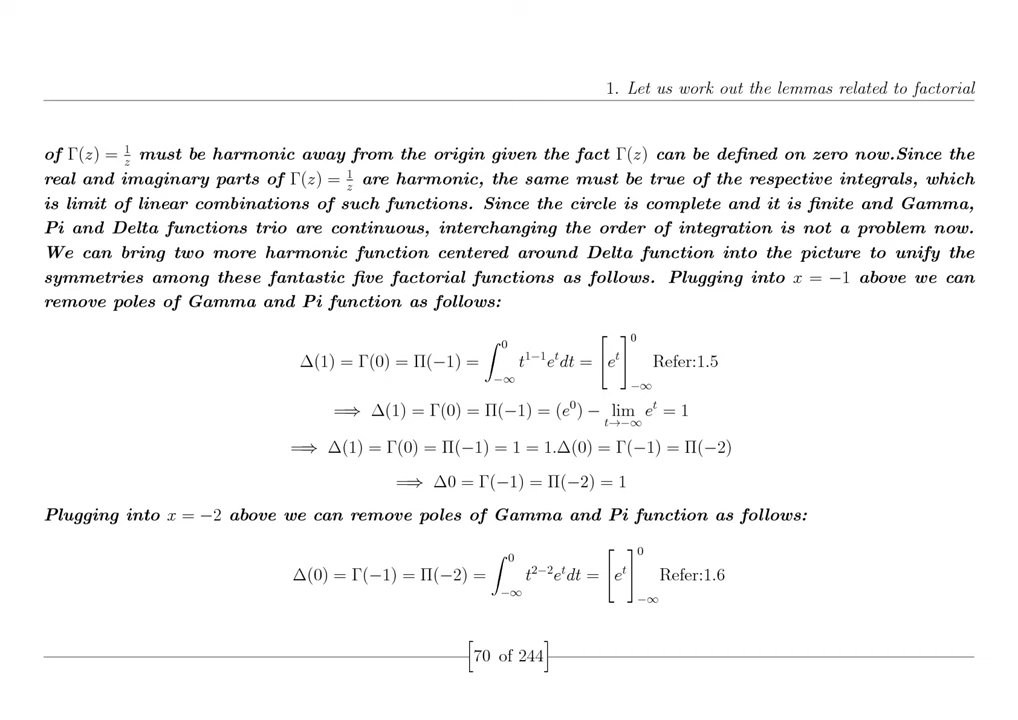 1. Let us work out the lemmas related to factorial
of Γ(z) = 1/z must be harmonic away from the origin given the fact Γ(z) can be defined on zero now.Since the
real and imaginary parts of Γ(z) = 1/z are harmonic, the same must be true of the respective integrals, which
is limit of linear combinations of such functions. Since the circle is complete and it is finite and Gamma,
Pi and Delta functions trio are continuous, interchanging the order of integration is not a problem now.
We can bring two more harmonic function centered around Delta function into the picture to unify the
symmetries among these fantastic five factorial functions as follows. Plugging into x = −1 above we can
remove poles of Gamma and Pi function as follows:
Δ(1) = Γ(0) = Π(−1) = ∫_{−∞}^{0} t^{1−1}e^{t}dt = [e^{t}]_{−∞}^{0} Refer:1.5
⟹ Δ(1) = Γ(0) = Π(−1) = (e^{0}) − lim_{t→−∞} e^{t} = 1
⟹ Δ(1) = Γ(0) = Π(−1) = 1 = 1.Δ(0) = Γ(−1) = Π(−2)
⟹ Δ0 = Γ(−1) = Π(−2) = 1
Plugging into x = −2 above we can remove poles of Gamma and Pi function as follows:
Δ(0) = Γ(−1) = Π(−2) = ∫_{−∞}^{0} t^{2−2}e^{t}dt = [e^{t}]_{−∞}^{0} Refer:1.6
[70 of 244]